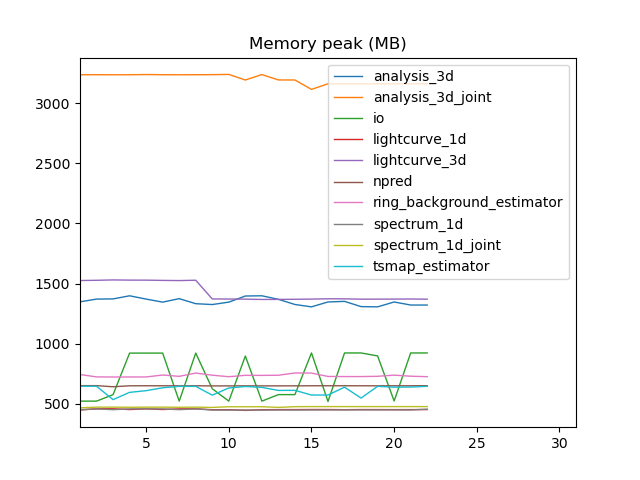 Memory peak (MB)
3000
2500
2000
1500
1000
500
5
10
15
20
25
30
analysis_3d
analysis_3d_joint
io
lightcurve_1d
lightcurve_3d
npred
ring_background_estimator
spectrum_1d
spectrum_1d_joint
tsmap_estimator